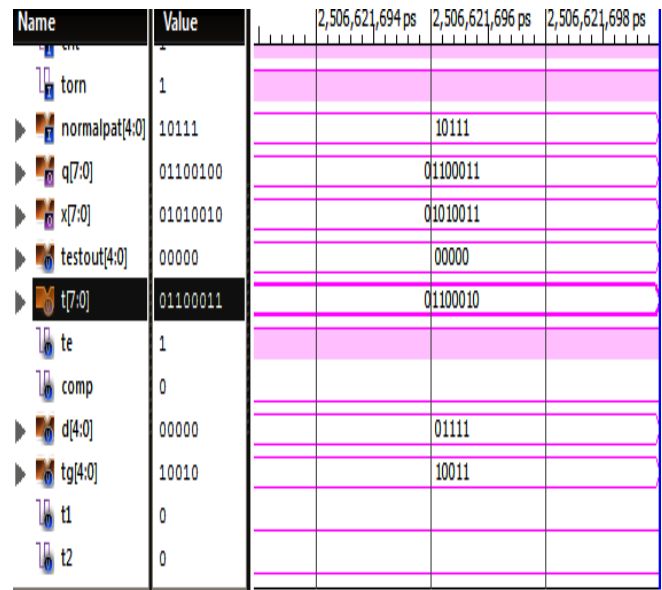 Name Value 2,506,621,694 ps 2,506,621,696 ps 2,506,621,698 ps
torn 1
normalpat[4:0] 10111 10111
q[7:0] 01100100 01100011
x[7:0] 01010010 01010011
testout[4:0] 00000 00000
t[7:0] 01100011 01100010
te 1
comp 0
d[4:0] 00000 01111
tg[4:0] 10010 10011
t1 0
t2 0